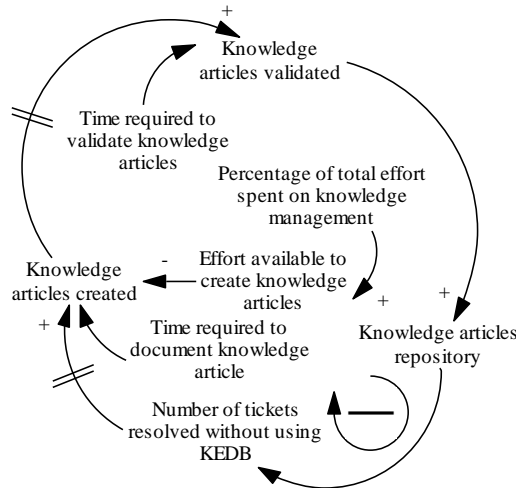 +
Knowledge
articles validated
Time required to
validate knowledge
articles
Percentage of total effort
spent on knowledge
management
-
Effort available to
create knowledge
articles
Knowledge
articles created
+
+
+
Time required to
document knowledge
article
Knowledge articles
repository
Number of tickets
resolved without using
KEDB